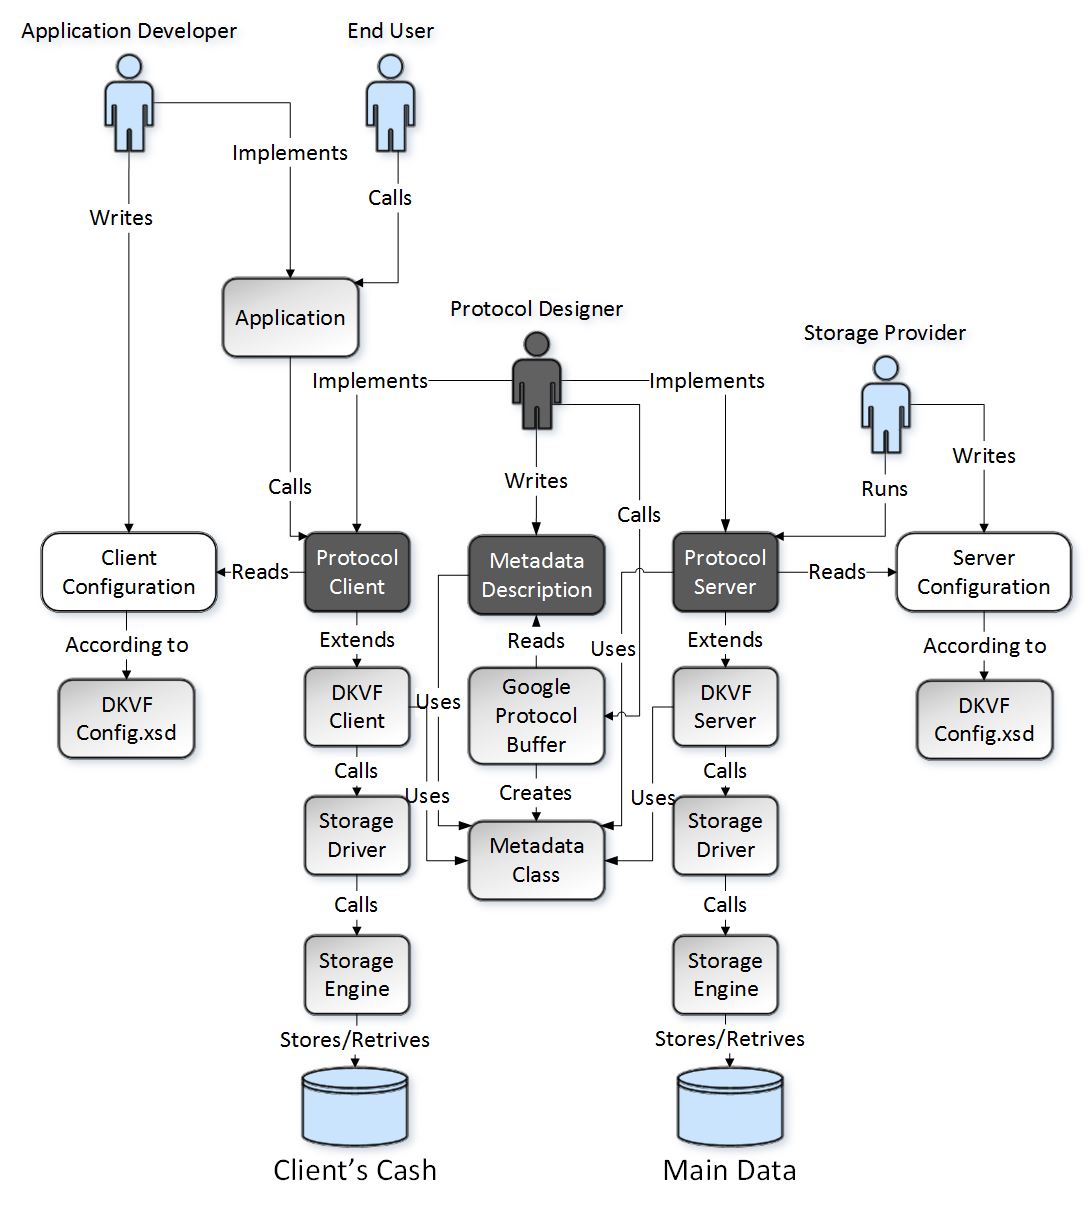 Application Developer
End User
Implements
Calls
Writes
Application
Protocol Designer
Storage Provider
Implements
Implements
Writes
Calls
Writes
Runs
Calls
Client
Configuration
Reads
Protocol
Client
Metadata
Description
Protocol
Server
Reads
Server
Configuration
According to
Extends
Reads
Uses
Extends
According to
DKVF
Config.xsd
DKVF
Client
Uses
Google
Protocol
Buffer
DKVF
Server
DKVF
Config.xsd
Calls
Uses
Creates
Uses
Calls
Storage
Driver
Metadata
Class
Storage
Driver
Calls
Calls
Storage
Engine
Storage
Engine
Stores/Retrives
Stores/Retrives
Client’s Cash
Main Data